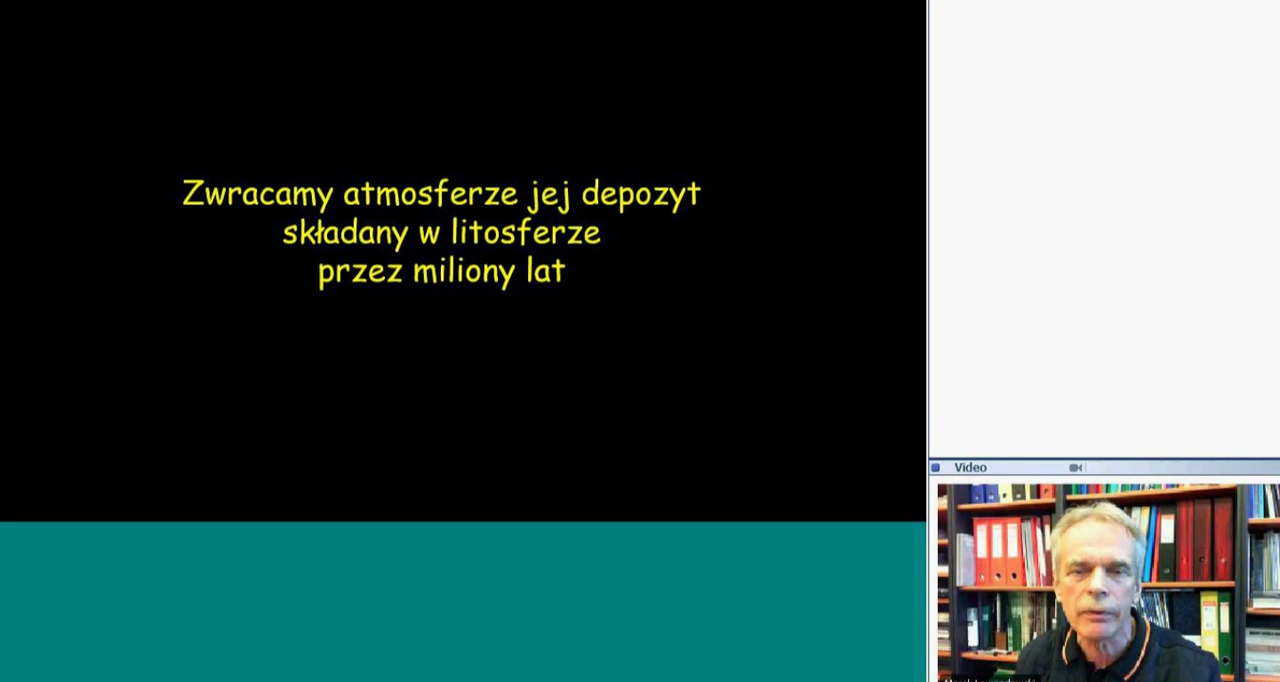 Zwracamy atmosferze jej depozyt
składany w litosferze
przez miliony lat
Video